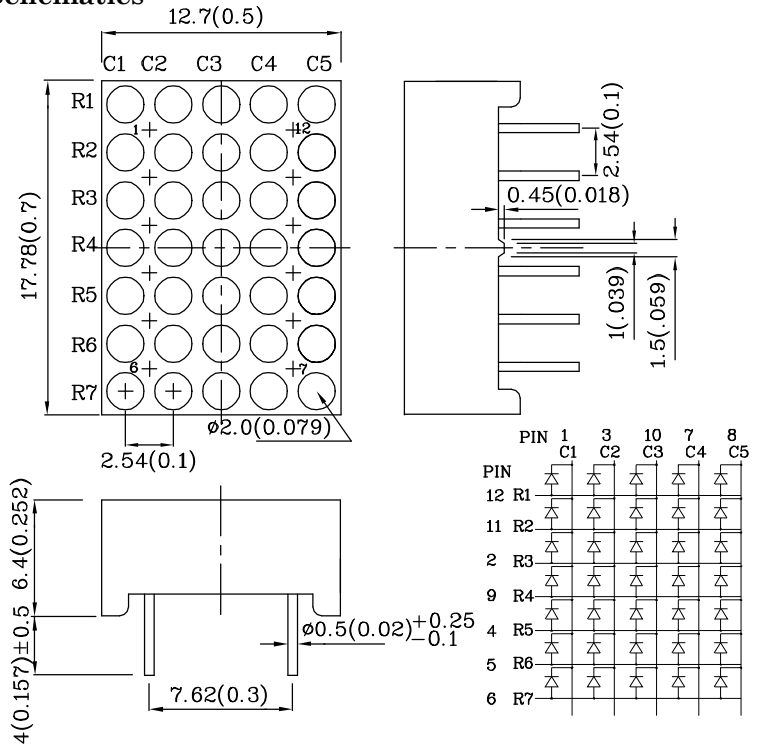 Schematics
12.7(0.5)
C1 C2 C3 C4 C5
R1
1 12
R2
R3
R4
R5
R6
6 7
R7
17.78(0.7)
ø2.0(0.079)
2.54(0.1)
2.54(0.1)
0.45(0.018)
1(.039)
1.5(.059)
6.4(0.252)
4(0.157)±0.5
ø0.5(0.02)+0.25
−0.1
7.62(0.3)
PIN 1 3 10 7 8
C1 C2 C3 C4 C5
PIN
12 R1
11 R2
2 R3
9 R4
4 R5
5 R6
6 R7